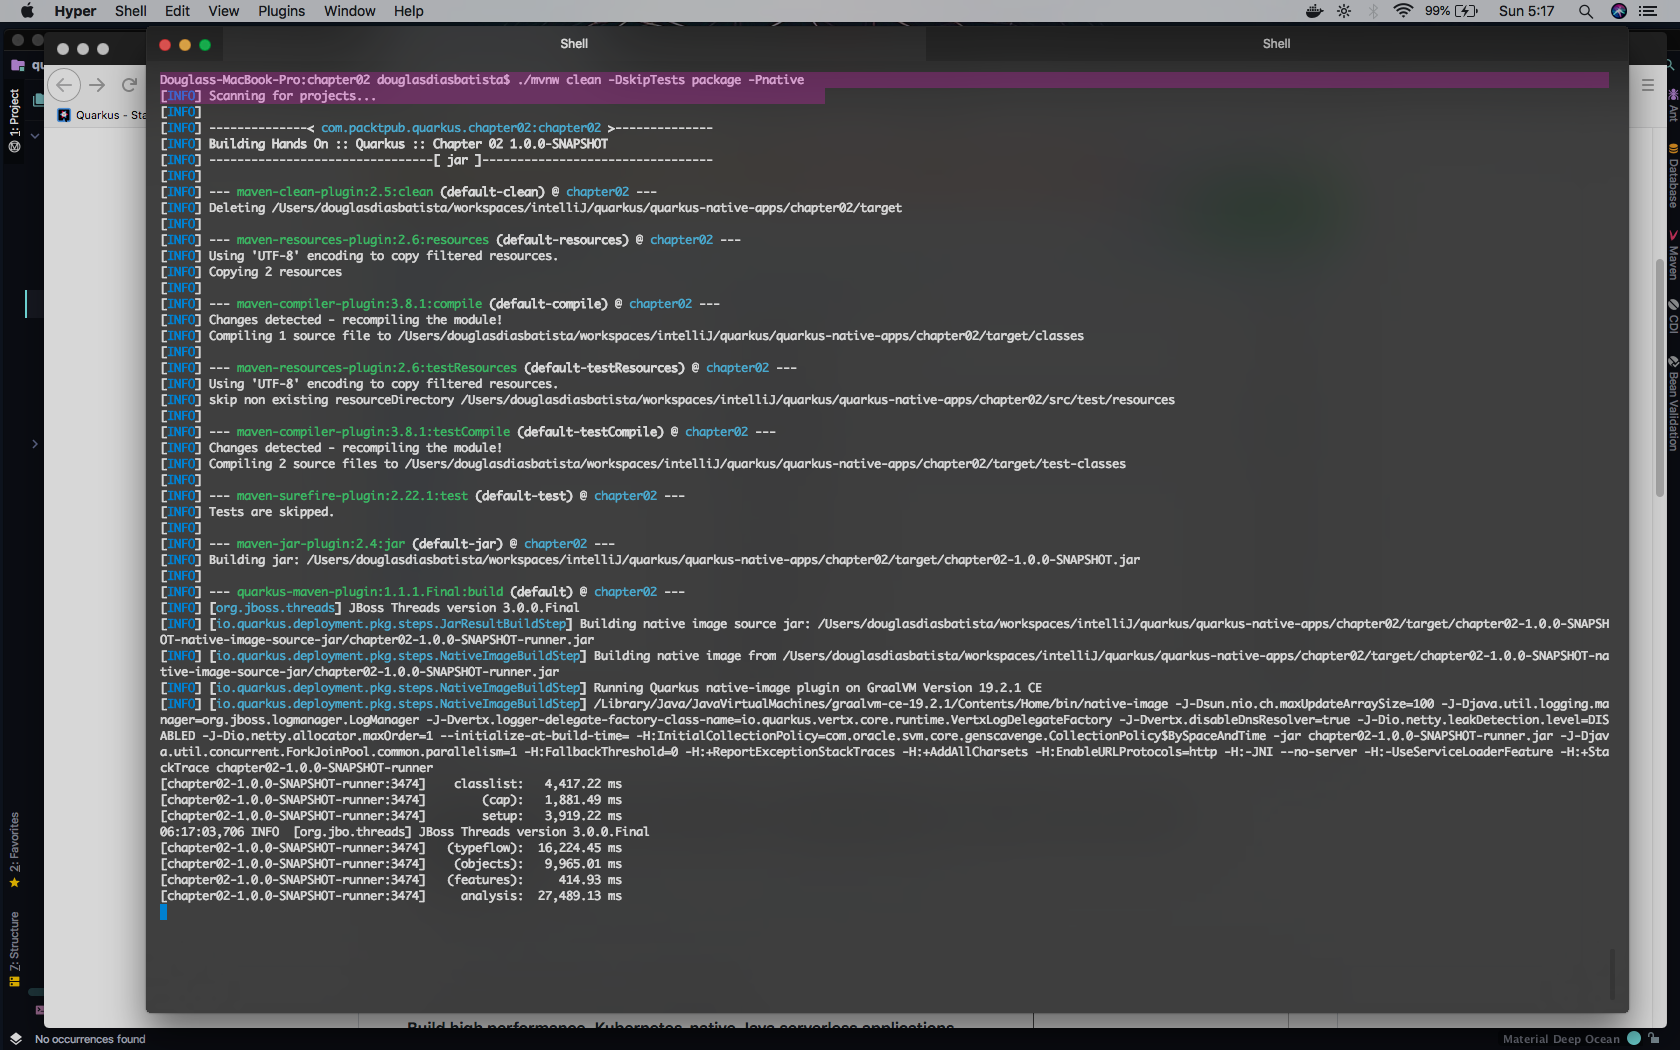 Hyper Shell Edit View Plugins Window Help
99% Sun 5:17
Shell
Shell
Douglass-MacBook-Pro:chapter02 douglasdiasbatista$ ./mvnw clean -DskipTests package -Pnative
[INFO] Scanning for projects...
[INFO]
[INFO] --------------< com.packtpub.quarkus.chapter02:chapter02 >--------------
[INFO] Building Hands On :: Quarkus :: Chapter 02 1.0.0-SNAPSHOT
[INFO] --------------------------------[ jar ]---------------------------------
[INFO]
[INFO] --- maven-clean-plugin:2.5:clean (default-clean) @ chapter02 ---
[INFO] Deleting /Users/douglasdiasbatista/workspaces/intelliJ/quarkus/quarkus-native-apps/chapter02/target
[INFO]
[INFO] --- maven-resources-plugin:2.6:resources (default-resources) @ chapter02 ---
[INFO] Using 'UTF-8' encoding to copy filtered resources.
[INFO] Copying 2 resources
[INFO]
[INFO] --- maven-compiler-plugin:3.8.1:compile (default-compile) @ chapter02 ---
[INFO] Changes detected - recompiling the module!
[INFO] Compiling 1 source file to /Users/douglasdiasbatista/workspaces/intelliJ/quarkus/quarkus-native-apps/chapter02/target/classes
[INFO]
[INFO] --- maven-resources-plugin:2.6:testResources (default-testResources) @ chapter02 ---
[INFO] Using 'UTF-8' encoding to copy filtered resources.
[INFO] skip non existing resourceDirectory /Users/douglasdiasbatista/workspaces/intelliJ/quarkus/quarkus-native-apps/chapter02/src/test/resources
[INFO]
[INFO] --- maven-compiler-plugin:3.8.1:testCompile (default-testCompile) @ chapter02 ---
[INFO] Changes detected - recompiling the module!
[INFO] Compiling 2 source files to /Users/douglasdiasbatista/workspaces/intelliJ/quarkus/quarkus-native-apps/chapter02/target/test-classes
[INFO]
[INFO] --- maven-surefire-plugin:2.22.1:test (default-test) @ chapter02 ---
[INFO] Tests are skipped.
[INFO]
[INFO] --- maven-jar-plugin:2.4:jar (default-jar) @ chapter02 ---
[INFO] Building jar: /Users/douglasdiasbatista/workspaces/intelliJ/quarkus/quarkus-native-apps/chapter02/target/chapter02-1.0.0-SNAPSHOT.jar
[INFO]
[INFO] --- quarkus-maven-plugin:1.1.1.Final:build (default) @ chapter02 ---
[INFO] [org.jboss.threads] JBoss Threads version 3.0.0.Final
[INFO] [io.quarkus.deployment.pkg.steps.JarResultBuildStep] Building native image source jar: /Users/douglasdiasbatista/workspaces/intelliJ/quarkus/quarkus-native-apps/chapter02/target/chapter02-1.0.0-SNAPSH
OT-native-image-source-jar/chapter02-1.0.0-SNAPSHOT-runner.jar
[INFO] [io.quarkus.deployment.pkg.steps.NativeImageBuildStep] Building native image from /Users/douglasdiasbatista/workspaces/intelliJ/quarkus/quarkus-native-apps/chapter02/target/chapter02-1.0.0-SNAPSHOT-na
tive-image-source-jar/chapter02-1.0.0-SNAPSHOT-runner.jar
[INFO] [io.quarkus.deployment.pkg.steps.NativeImageBuildStep] Running Quarkus native-image plugin on GraalVM Version 19.2.1 CE
[INFO] [io.quarkus.deployment.pkg.steps.NativeImageBuildStep] /Library/Java/JavaVirtualMachines/graalvm-ce-19.2.1/Contents/Home/bin/native-image -J-Dsun.nio.ch.maxUpdateArraySize=100 -J-Djava.util.logging.ma
nager=org.jboss.logmanager.LogManager -J-Dvertx.logger-delegate-factory-class-name=io.quarkus.vertx.core.runtime.VertxLogDelegateFactory -J-Dvertx.disableDnsResolver=true -J-Dio.netty.leakDetection.level=DIS
ABLED -J-Dio.netty.allocator.maxOrder=1 --initialize-at-build-time= -H:InitialCollectionPolicy=com.oracle.svm.core.genscavenge.CollectionPolicy$BySpaceAndTime -jar chapter02-1.0.0-SNAPSHOT-runner.jar -J-Djav
a.util.concurrent.ForkJoinPool.common.parallelism=1 -H:FallbackThreshold=0 -H:+ReportExceptionStackTraces -H:+AddAllCharsets -H:EnableURLProtocols=http -H:-JNI --no-server -H:-UseServiceLoaderFeature -H:+Sta
ckTrace chapter02-1.0.0-SNAPSHOT-runner
[chapter02-1.0.0-SNAPSHOT-runner:3474] classlist: 4,417.22 ms
[chapter02-1.0.0-SNAPSHOT-runner:3474] (cap): 1,881.49 ms
[chapter02-1.0.0-SNAPSHOT-runner:3474] setup: 3,919.22 ms
06:17:03,706 INFO [org.jbo.threads] JBoss Threads version 3.0.0.Final
[chapter02-1.0.0-SNAPSHOT-runner:3474] (typeflow): 16,224.45 ms
[chapter02-1.0.0-SNAPSHOT-runner:3474] (objects): 9,965.01 ms
[chapter02-1.0.0-SNAPSHOT-runner:3474] (features): 414.93 ms
[chapter02-1.0.0-SNAPSHOT-runner:3474] analysis: 27,489.13 ms
qu
Quarkus - Sta
1: Project
2: Favorites
7: Structure
Ant
Database
Maven
CDI
Bean Validation
Build high performance, Kubernetes native Java serverless applications
No occurrences found
Material Deep Ocean